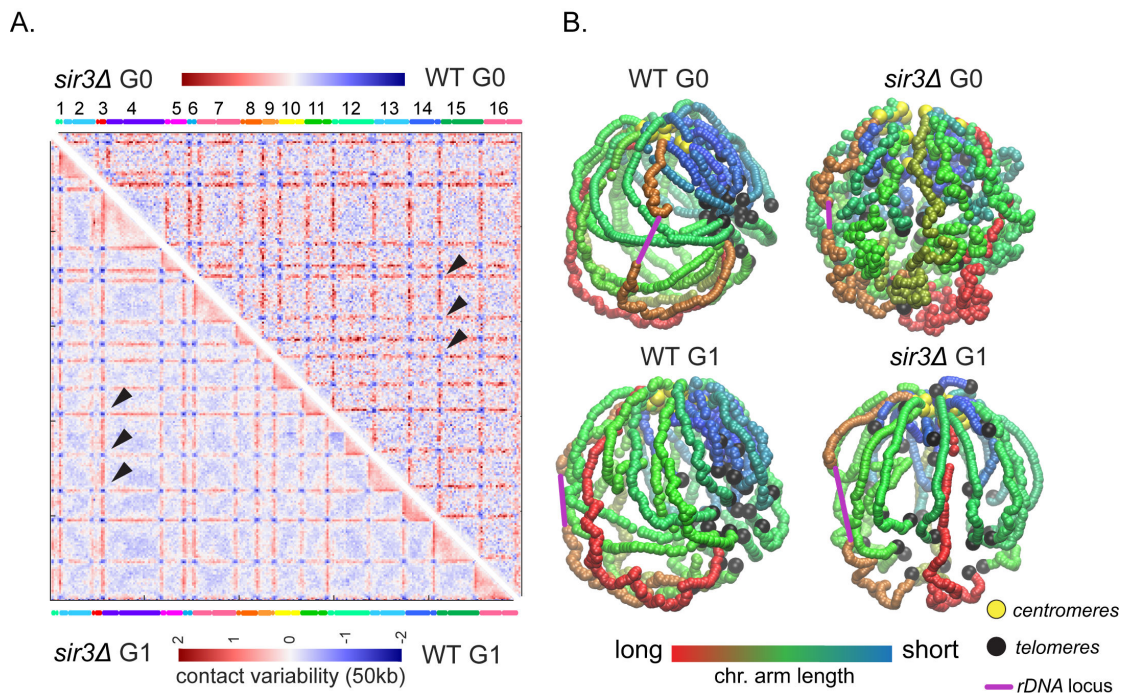 A.
B.
sir3Δ G0
WT G0
1 2 3 4 5 6 7 8 9 10 11 12 13 14 15 16
sir3Δ G1
2 1 0 -1 -2
WT G1
contact variability (50kb)
WT G0
sir3Δ G0
WT G1
sir3Δ G1
long
short
chr. arm length
centromeres
telomeres
rDNA locus